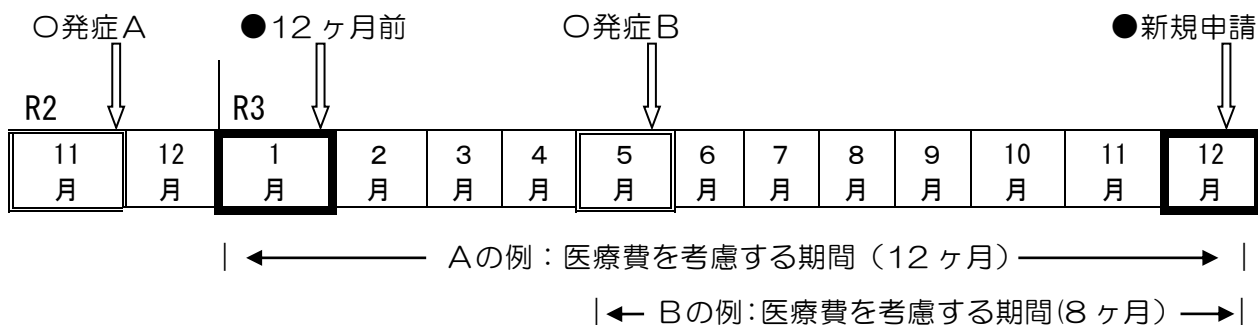 ○発症A ●12ヶ月前 ○発症B ●新規申請
R2 R3
11月 12月 1月 2月 3月 4月 5月 6月 7月 8月 9月 10月 11月 12月
Aの例：医療費を考慮する期間（12ヶ月）
Bの例：医療費を考慮する期間(8ヶ月）